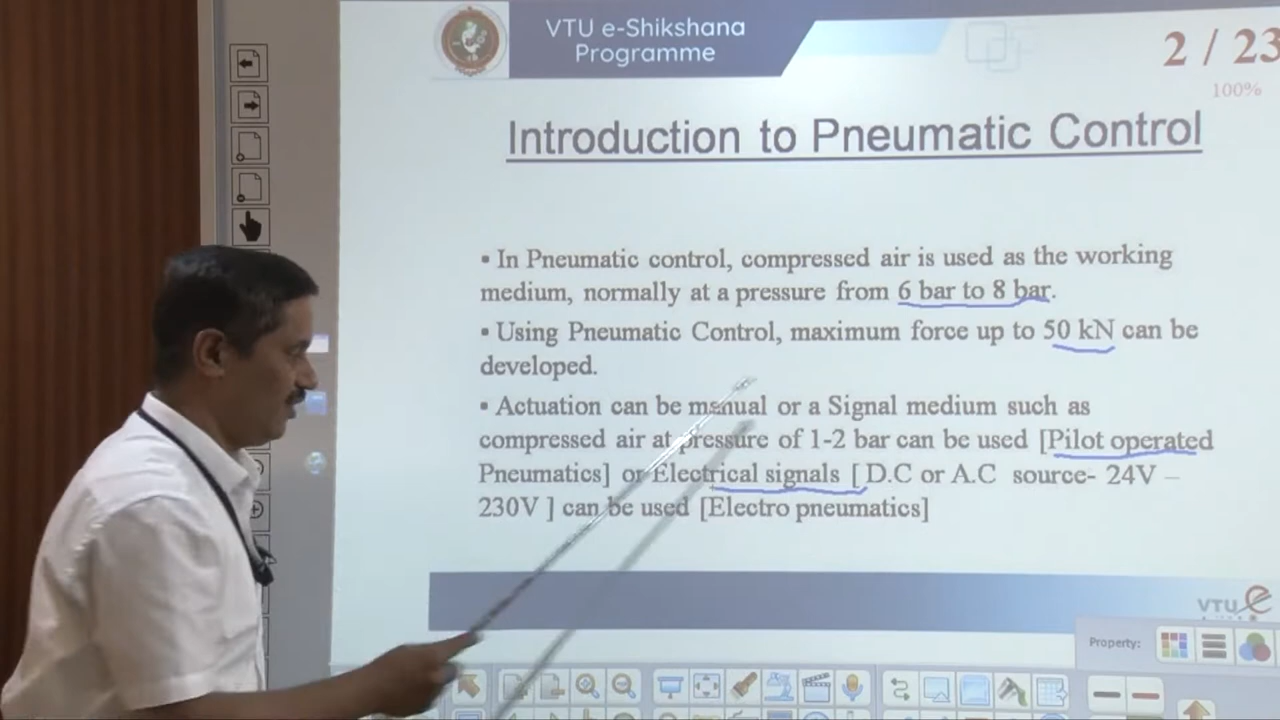 VTU e-Shikshana
Programme
2 / 23
100%
Introduction to Pneumatic Control
▪ In Pneumatic control, compressed air is used as the working
medium, normally at a pressure from 6 bar to 8 bar.
▪ Using Pneumatic Control, maximum force up to 50 kN can be
developed.
▪ Actuation can be manual or a Signal medium such as
compressed air at pressure of 1-2 bar can be used [Pilot operated
Pneumatics] or Electrical signals [ D.C or A.C source- 24V –
230V ] can be used [Electro pneumatics]
VTU e
Property: